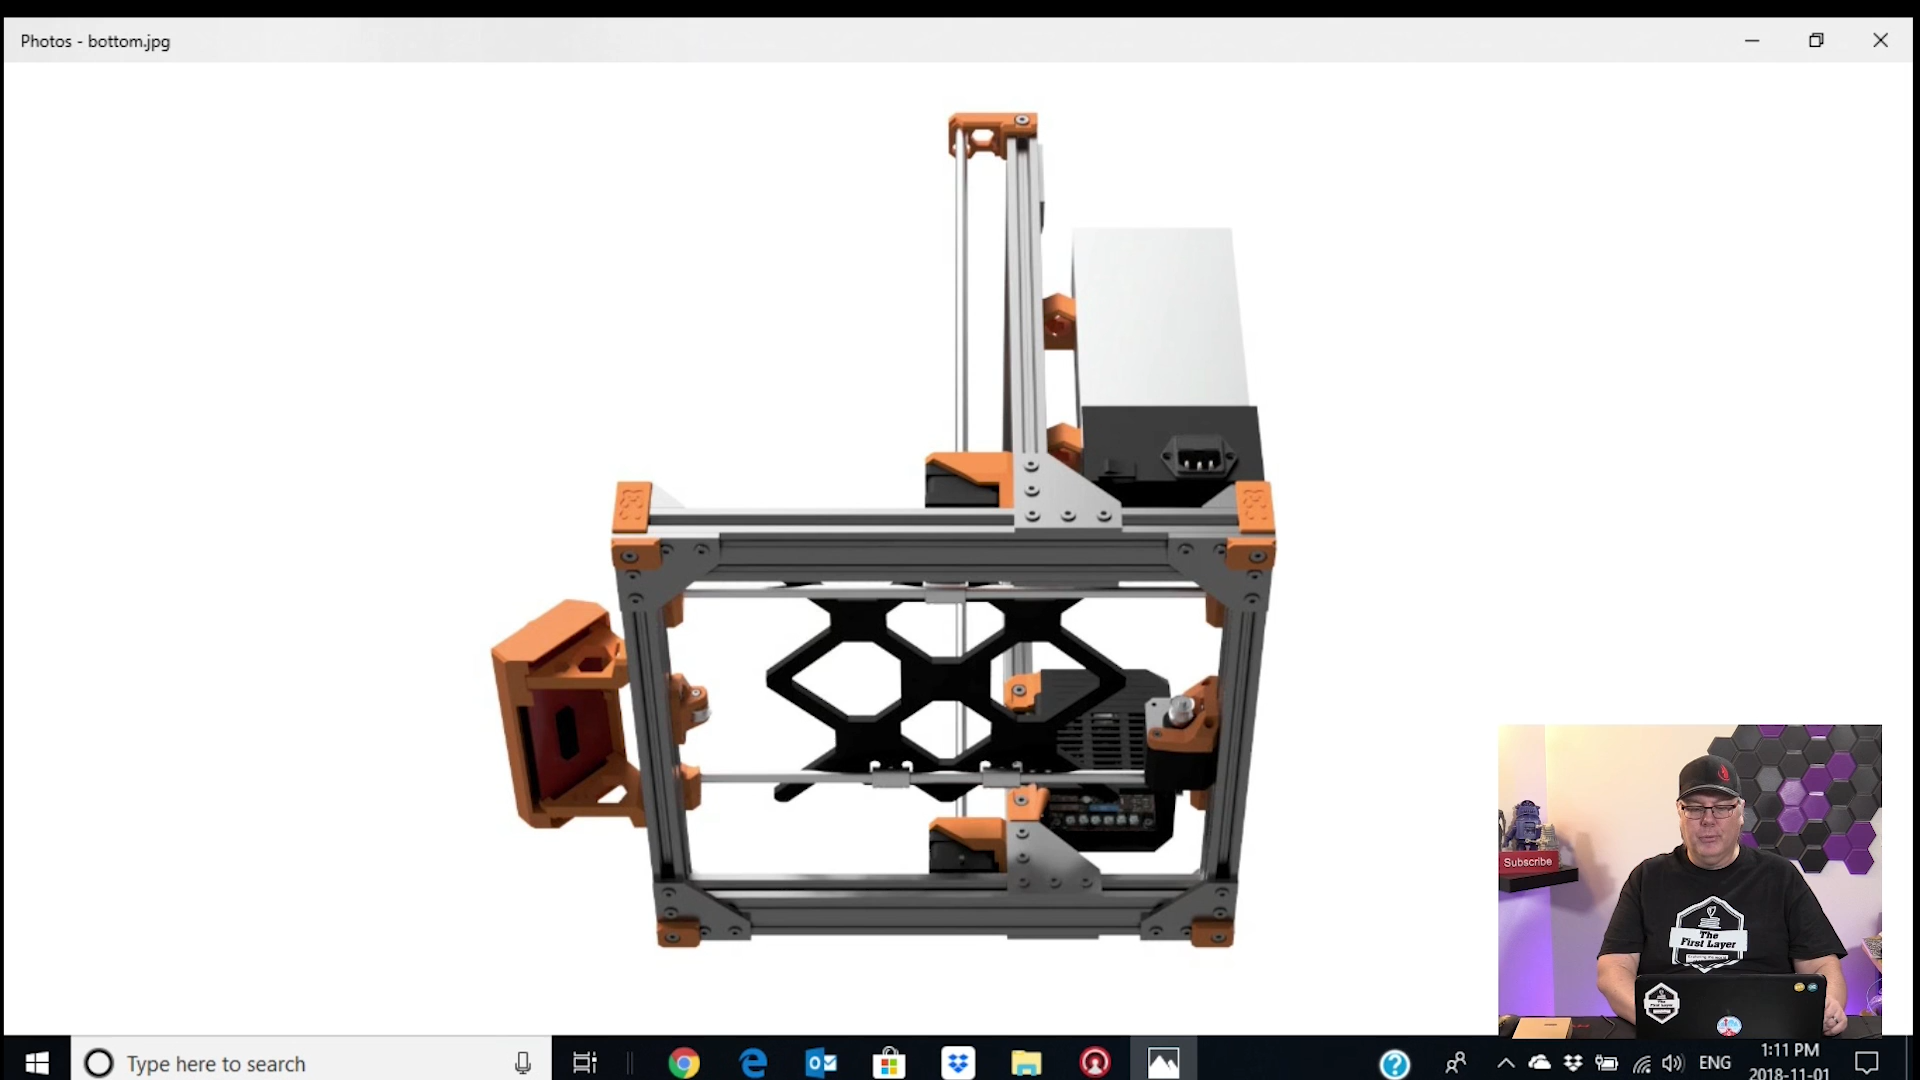 Photos - bottom.jpg
Subscribe
The
First Layer
Type here to search
ENG
1:11 PM
2018-11-01